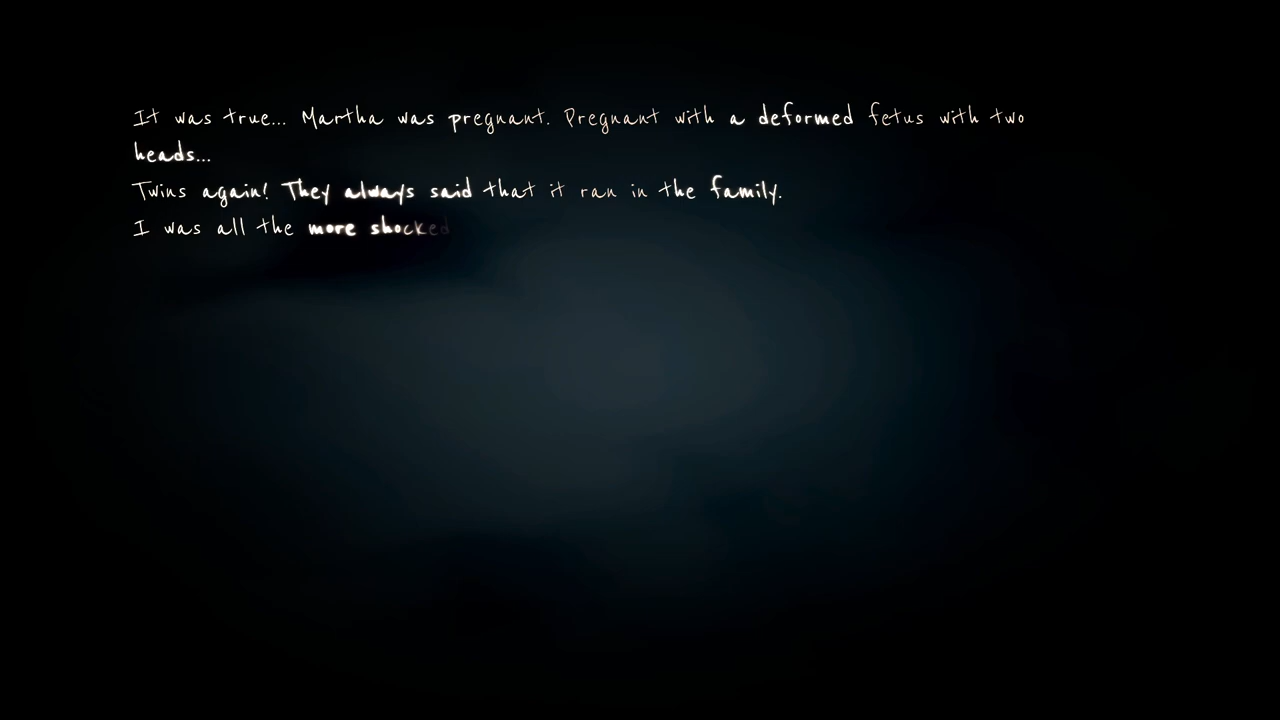 It was true... Martha was pregnant. Pregnant with a deformed fetus with two
heads...
Twins again! They always said that it ran in the family.
I was all the more shocked